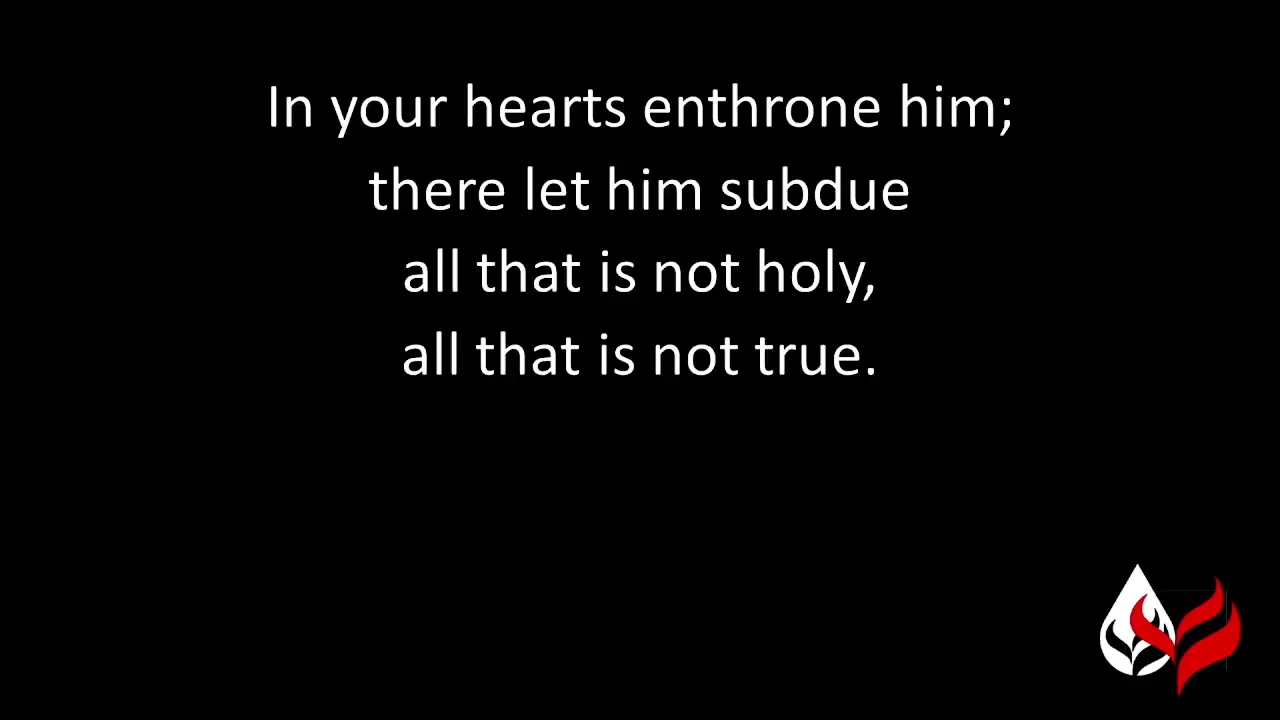 In your hearts enthrone him;
there let him subdue
all that is not holy,
all that is not true.